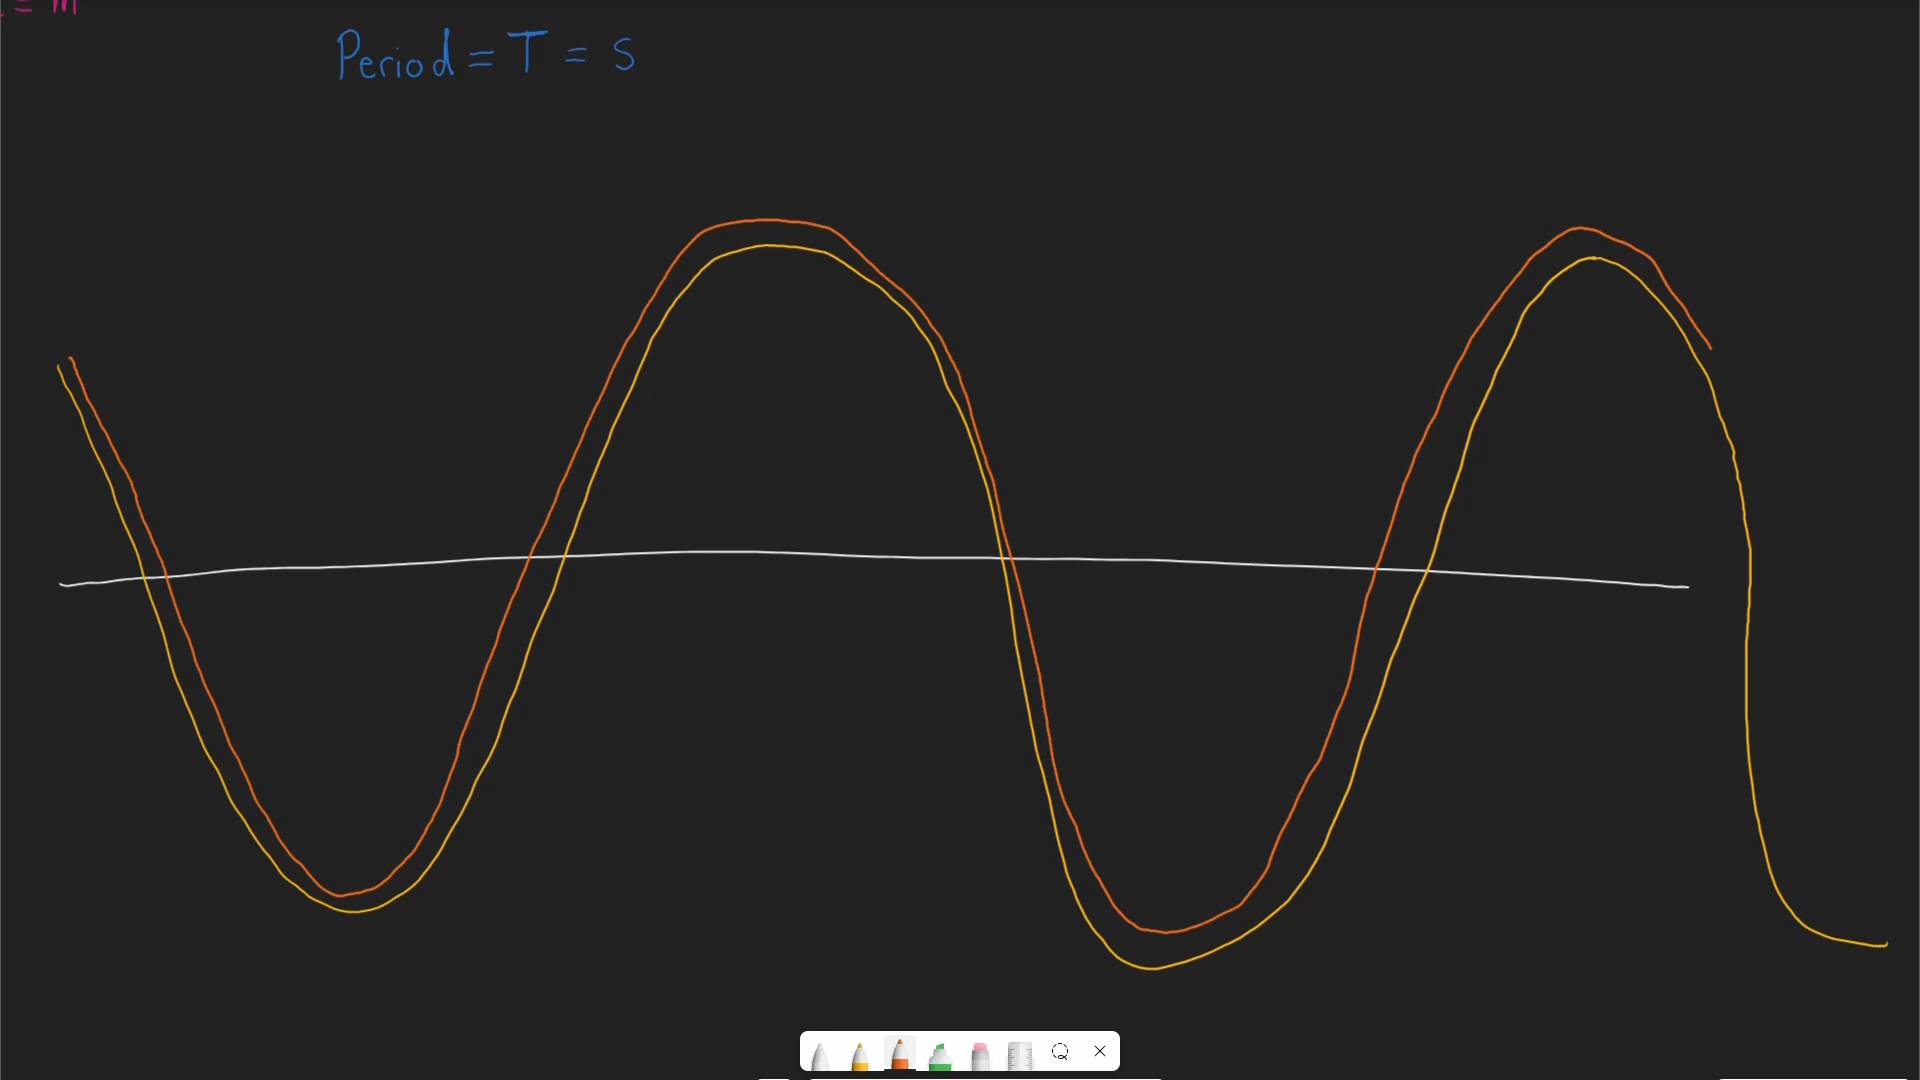 = m
Period = T = s